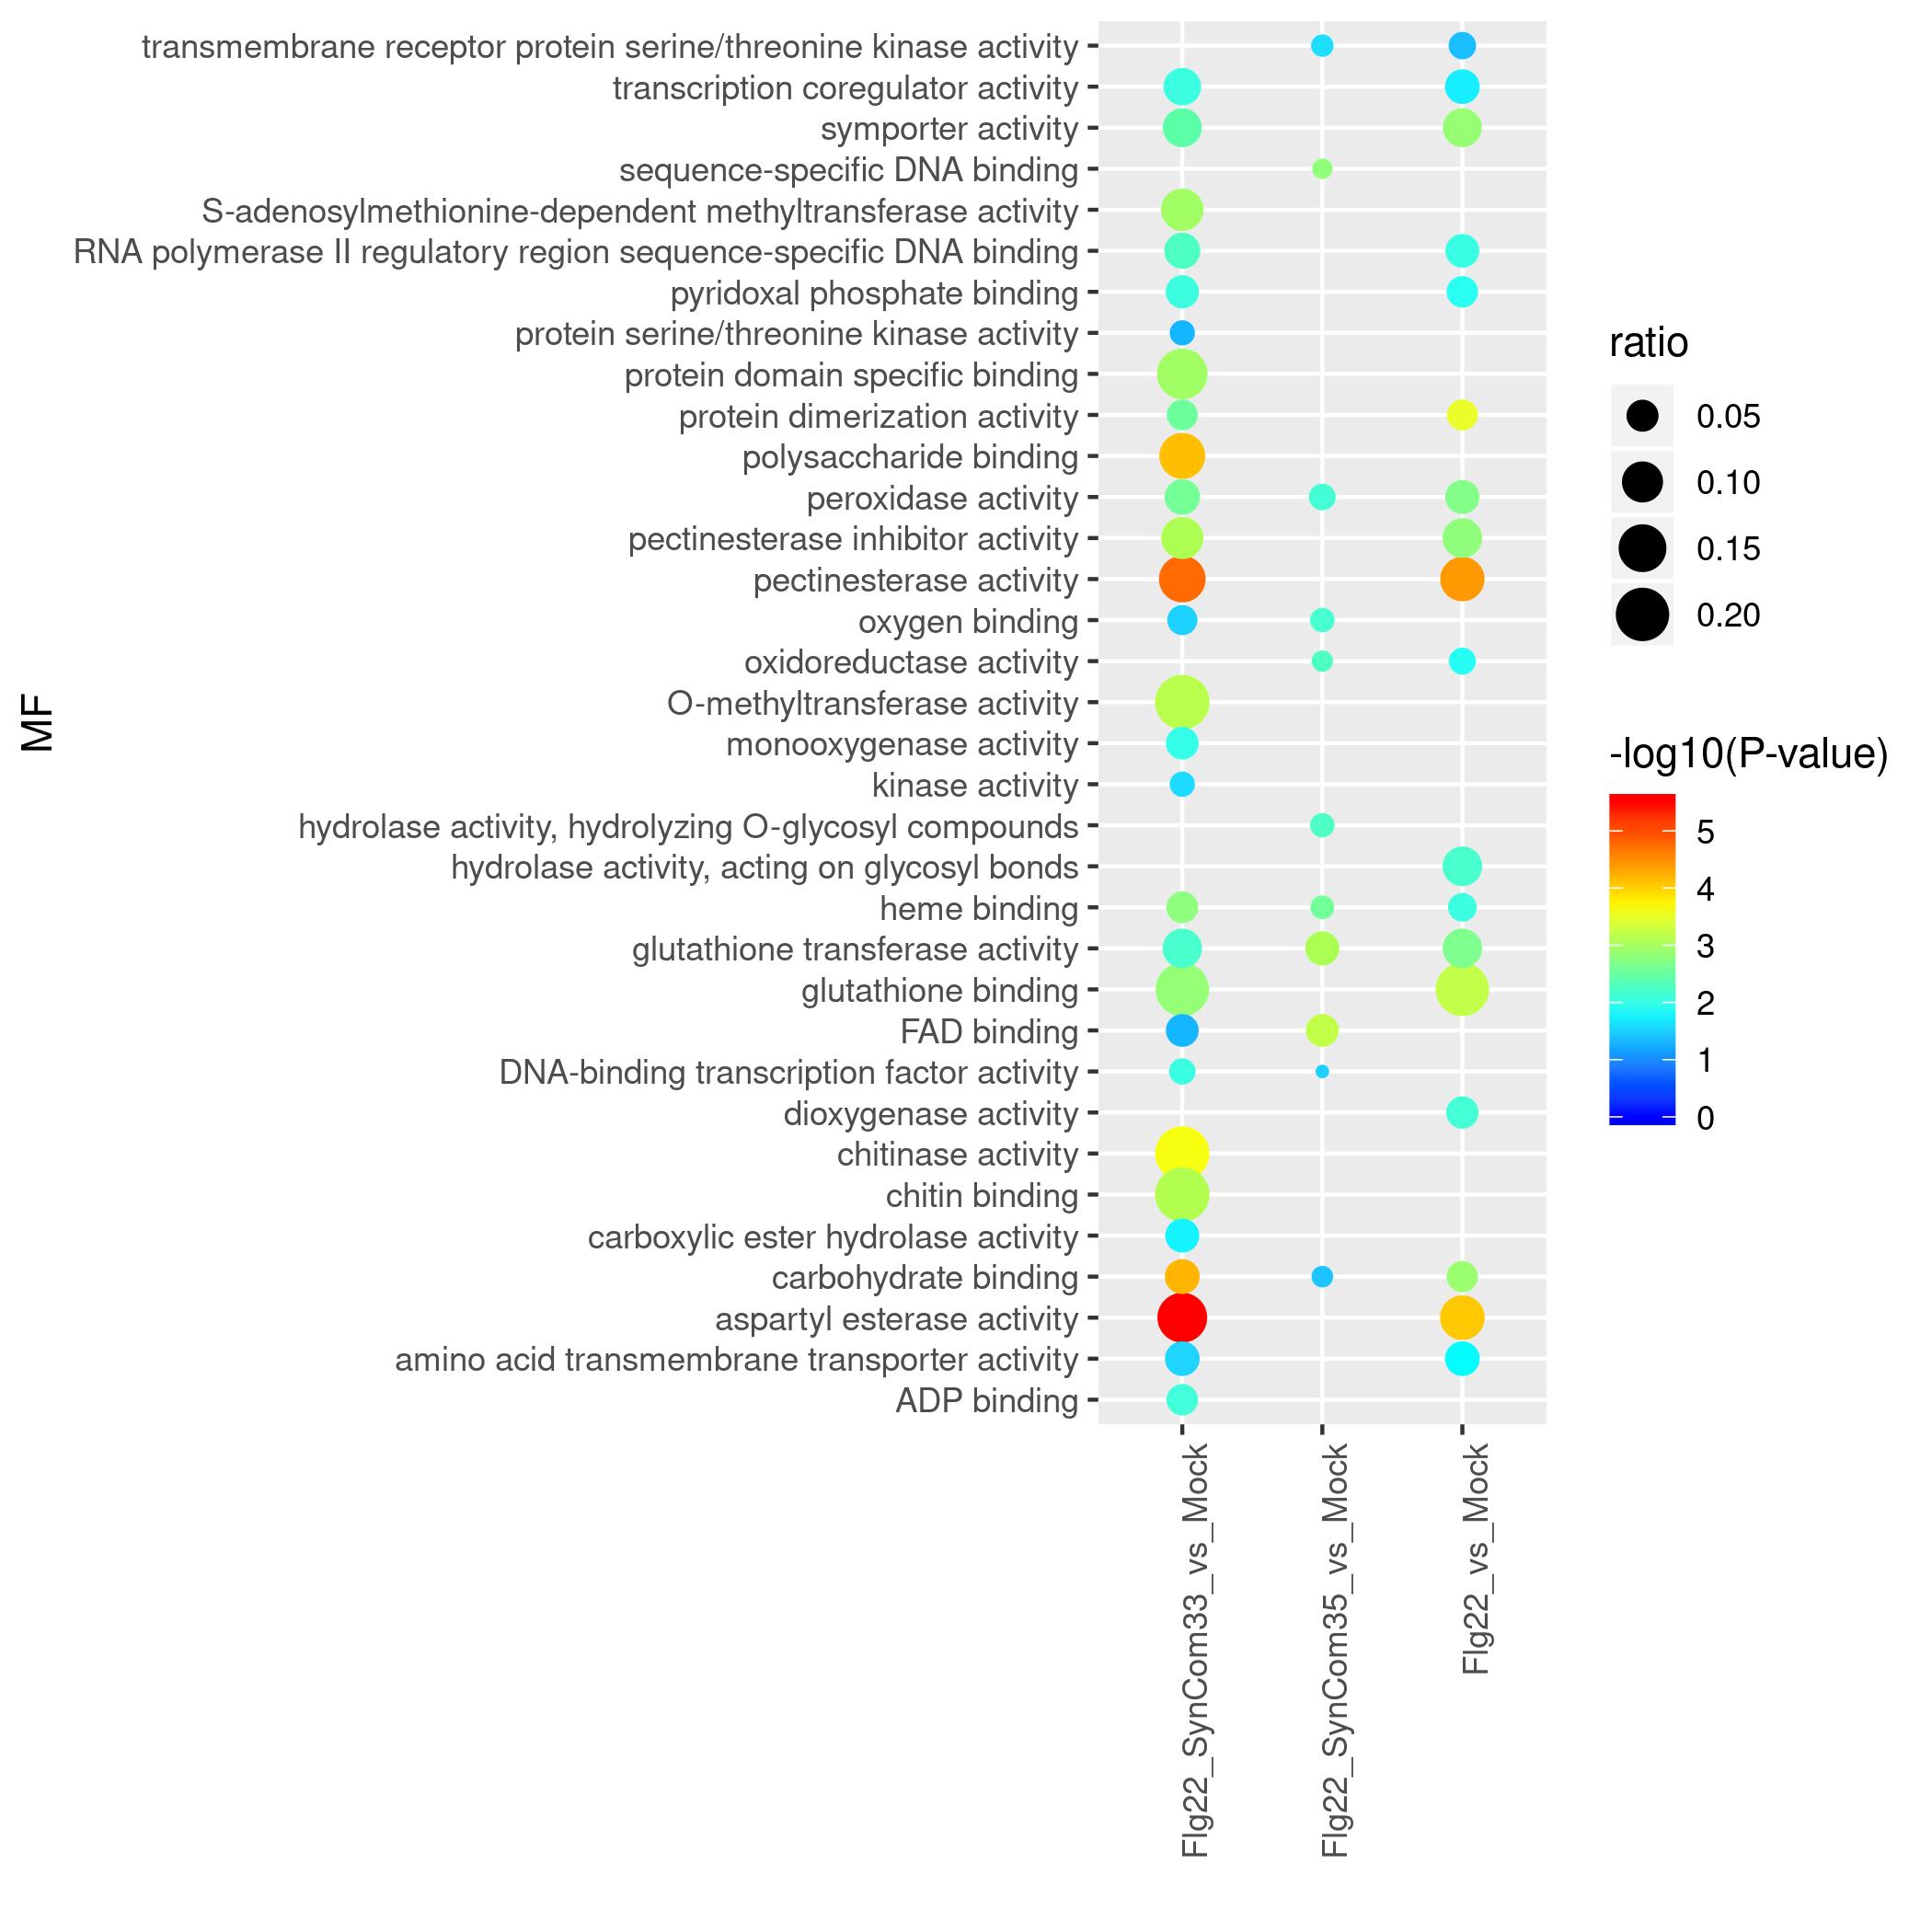 transmembrane receptor protein serine/threonine kinase activity
transcription coregulator activity
symporter activity
sequence-specific DNA binding
S-adenosylmethionine-dependent methyltransferase activity
RNA polymerase II regulatory region sequence-specific DNA binding
pyridoxal phosphate binding
protein serine/threonine kinase activity
protein domain specific binding
protein dimerization activity
polysaccharide binding
peroxidase activity
pectinesterase inhibitor activity
pectinesterase activity
oxygen binding
oxidoreductase activity
O-methyltransferase activity
monooxygenase activity
kinase activity
hydrolase activity, hydrolyzing O-glycosyl compounds
hydrolase activity, acting on glycosyl bonds
heme binding
glutathione transferase activity
glutathione binding
FAD binding
DNA-binding transcription factor activity
dioxygenase activity
chitinase activity
chitin binding
carboxylic ester hydrolase activity
carbohydrate binding
aspartyl esterase activity
amino acid transmembrane transporter activity
ADP binding
MF
Flg22_SynCom33_vs_Mock
Flg22_SynCom35_vs_Mock
Flg22_vs_Mock
ratio
0.05
0.10
0.15
0.20
-log10(P-value)
5
4
3
2
1
0